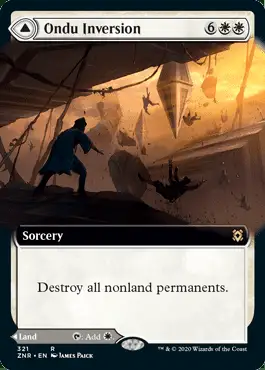 Ondu Inversion 6
Sorcery
Destroy all nonland permanents.
Land : Add
321 R
ZNR • EN JAMES PAICK ™ & © 2020 Wizards of the Coast